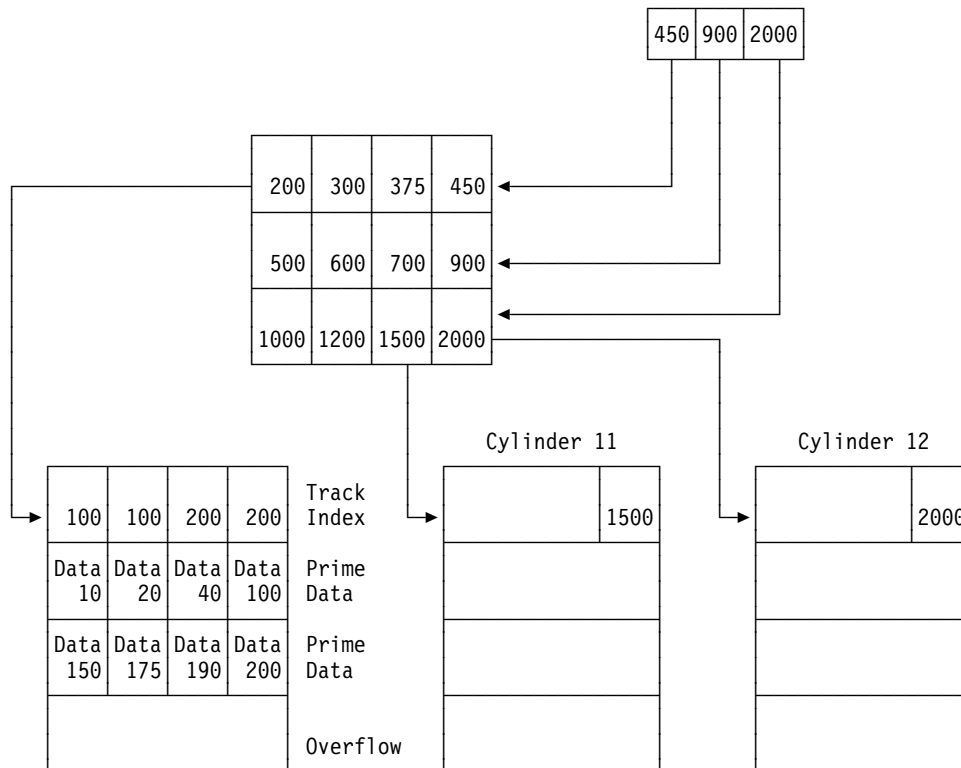 450 900 2000
200 300 375 450
500 600 700 900
1000 1200 1500 2000
Cylinder 11
Cylinder 12
100 100 200 200
Track
Index
1500
2000
Data Data Data Data
10 20 40 100
Prime
Data
Data Data Data Data
150 175 190 200
Prime
Data
Overflow